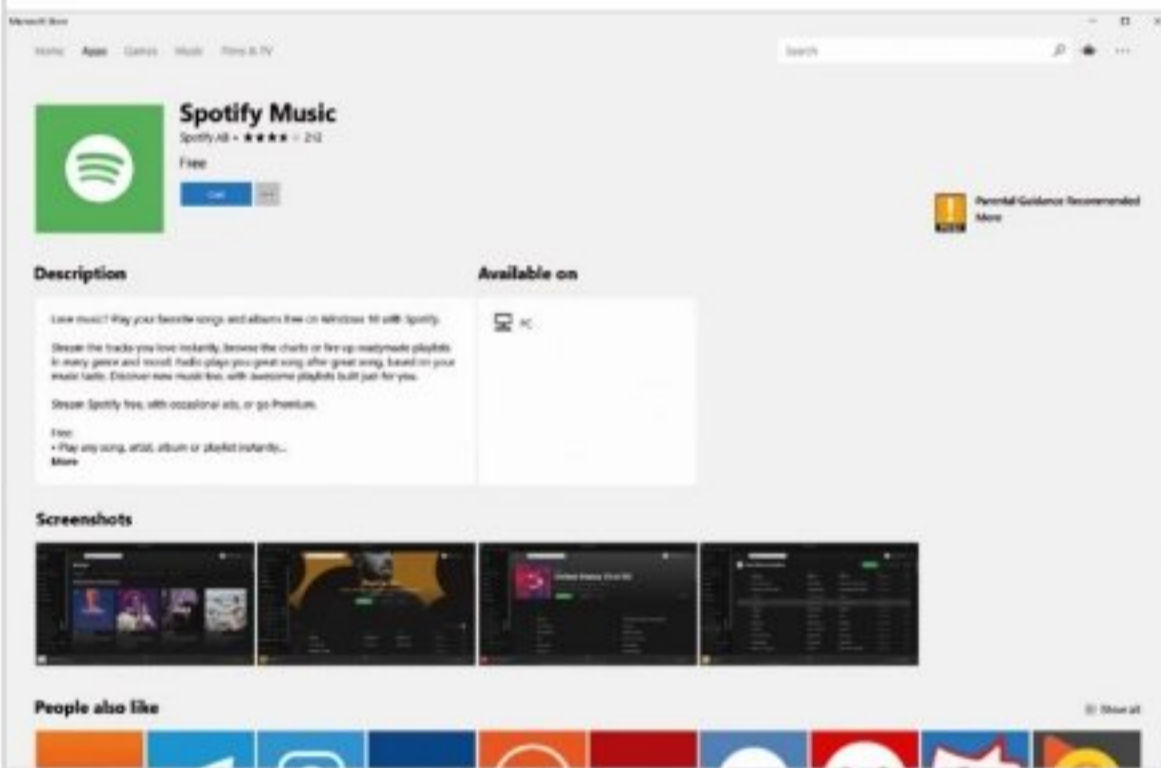 Microsoft Store
Home Apps Games Music Films & TV
Search
Spotify Music
Spotify AB • ★★★★ 212
Free
Get
Parental Guidance Recommended
More
Description
Available on
Love music? Play your favorite songs and albums free on Windows 10 with Spotify.
PC
Stream the tracks you love instantly, browse the charts or fire up readymade playlists
in every genre and mood. Radio plays you great song after great song, based on your
music taste. Discover new music too, with awesome playlists built just for you.
Stream Spotify free, with occasional ads, or go Premium.
Free:
• Play any song, artist, album or playlist instantly...
More
Screenshots
People also like
Show all